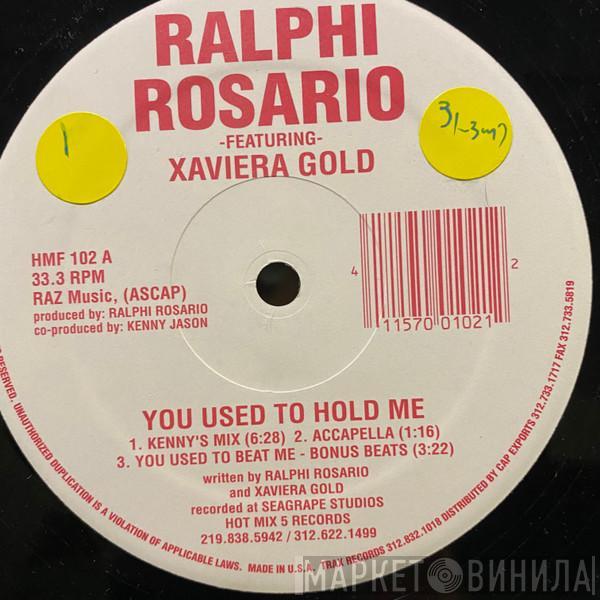 RALPHI
ROSARIO
-FEATURING-
XAVIERA GOLD
1
HMF 102 A
33.3 RPM
RAZ Music, (ASCAP)
produced by: RALPHI ROSARIO
co-produced by: KENNY JASON
4 11570 01021 2
YOU USED TO HOLD ME
1. KENNY'S MIX (6:28) 2. ACCAPELLA (1:16)
3. YOU USED TO BEAT ME - BONUS BEATS (3:22)
written by RALPHI ROSARIO
and XAVIERA GOLD
recorded at SEAGRAPE STUDIOS
HOT MIX 5 RECORDS
219.838.5942 / 312.622.1499
RESERVED. UNAUTHORIZED DUPLICATION IS A VIOLATION OF APPLICABLE LAWS. MADE IN U.S.A. TRAX RECORDS 312.832.1018 DISTRIBUTED BY CAP EXPORTS 312.733.1717 FAX 312.733.5819
МАРКЕТ ВИНИЛА